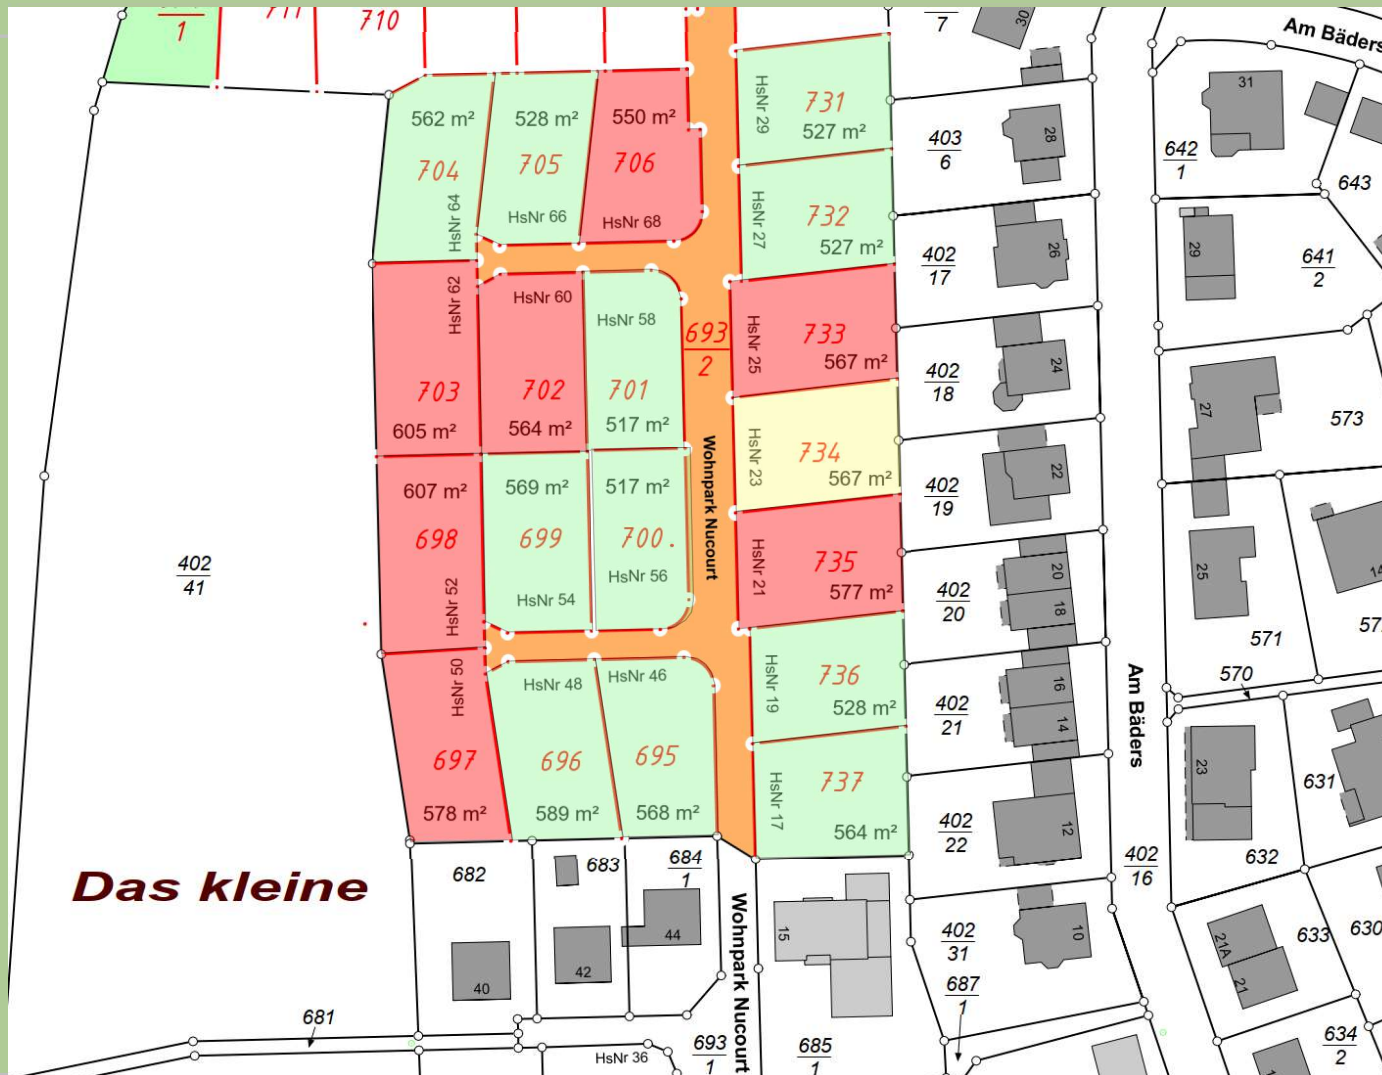 1
711
710
7
30
Am Bäders
562 m²
704
HsNr 64
528 m²
705
HsNr 66
550 m²
706
HsNr 68
HsNr 29
731
527 m²
403
6
28
31
642
1
643
HsNr 27
732
527 m²
402
17
26
29
641
2
HsNr 62
703
605 m²
HsNr 60
702
564 m²
HsNr 58
701
517 m²
693
2
HsNr 25
733
567 m²
402
18
24
27
573
Wohnpark Nucourt
HsNr 23
734
567 m²
402
19
22
607 m²
698
HsNr 52
569 m²
699
HsNr 54
517 m²
700.
HsNr 56
HsNr 21
735
577 m²
402
20
20
18
25
14
571
402
41
HsNr 50
697
578 m²
HsNr 48
696
589 m²
HsNr 46
695
568 m²
HsNr 19
736
528 m²
402
21
16
14
Am Bäders
570
HsNr 17
737
564 m²
402
22
12
23
631
632
402
16
Das kleine
682
683
684
1
40
42
44
Wohnpark Nucourt
15
402
31
10
687
1
21A
21
633
630
681
HsNr 36
693
1
685
1
634
2